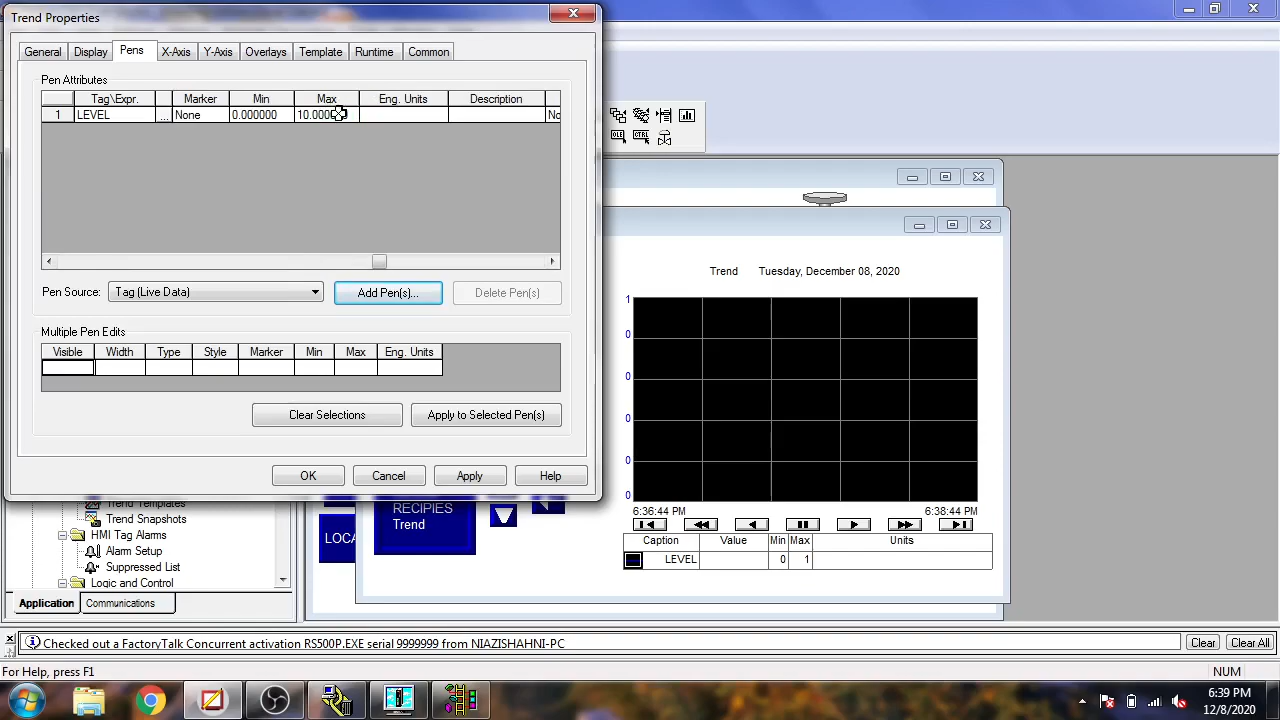 Trend Properties
General Display Pens X-Axis Y-Axis Overlays Template Runtime Common
Pen Attributes
Tag\Expr. Marker Min Max Eng. Units Description
1 LEVEL ... None 0.000000 No
Pen Source: Tag (Live Data) Add Pen(s)... Delete Pen(s)
Multiple Pen Edits
Visible Width Type Style Marker Min Max Eng. Units
Clear Selections Apply to Selected Pen(s)
OK Cancel Apply Help
OLE CTRL
Trend Tuesday, December 08, 2020
1
0
0
0
0
0
6:36:44 PM 6:38:44 PM
Caption Value Min Max Units
LEVEL 0 1
RECIPIES
Trend
LOCA
Trend Templates
Trend Snapshots
HMI Tag Alarms
Alarm Setup
Suppressed List
Logic and Control
Application Communications
Checked out a FactoryTalk Concurrent activation RS500P.EXE serial 9999999 from NIAZISHAHNI-PC
Clear Clear All
For Help, press F1 NUM
6:39 PM
12/8/2020